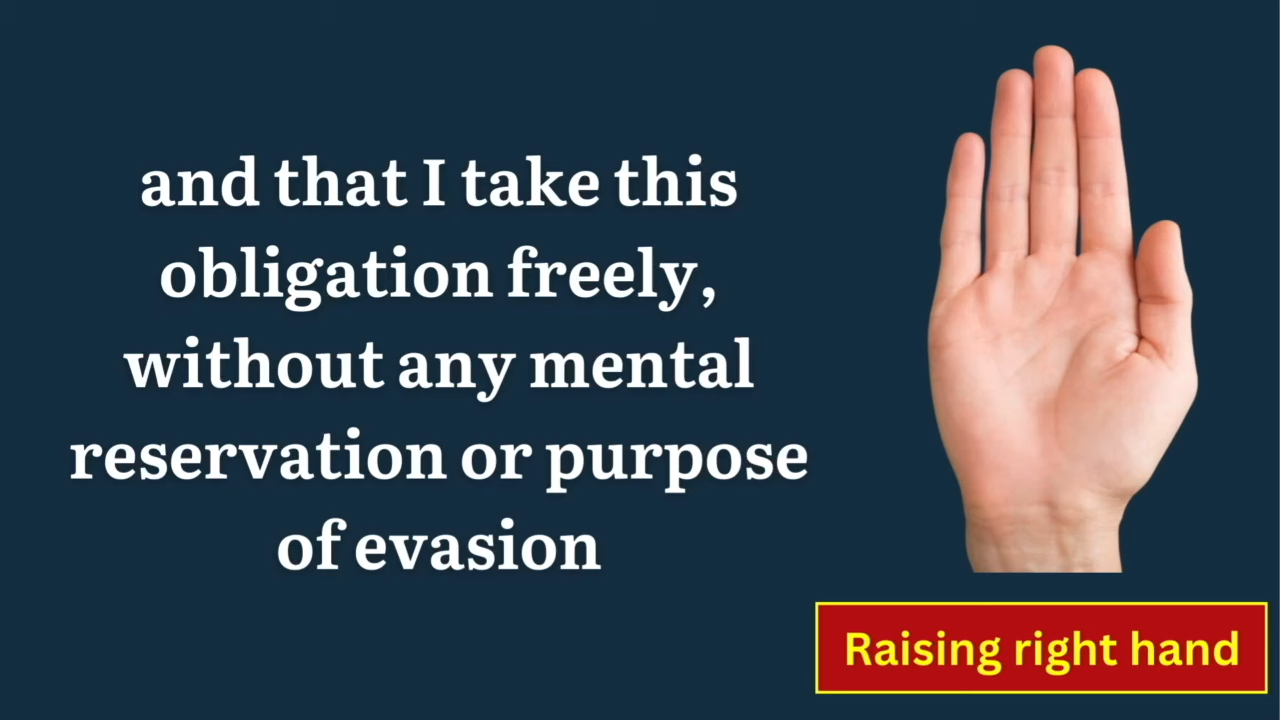 and that I take this
obligation freely,
without any mental
reservation or purpose
of evasion
Raising right hand